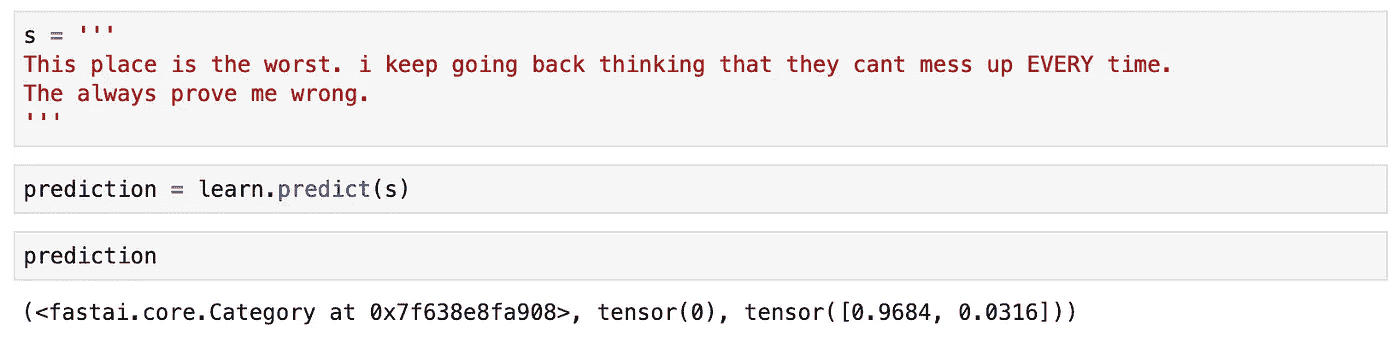 s = '''
This place is the worst. i keep going back thinking that they cant mess up EVERY time.
The always prove me wrong.
'''
prediction = learn.predict(s)
prediction
(<fastai.core.Category at 0x7f638e8fa908>, tensor(0), tensor([0.9684, 0.0316]))